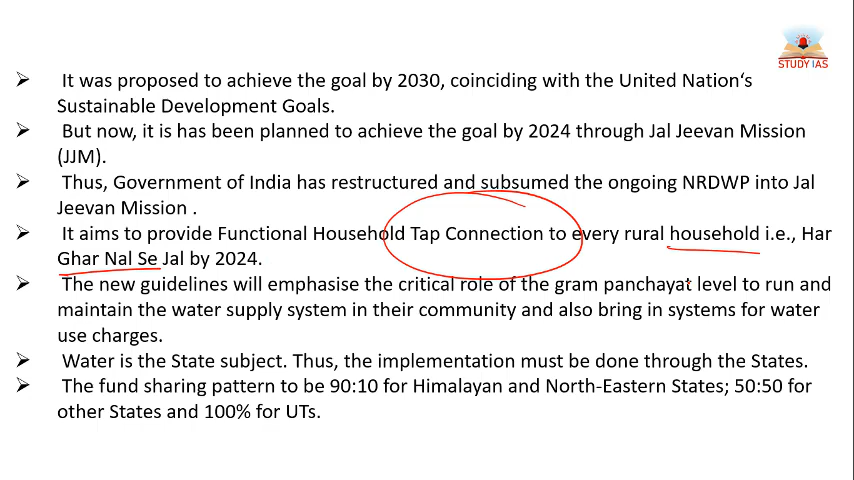 STUDY IAS
➢ It was proposed to achieve the goal by 2030, coinciding with the United Nation‘s
Sustainable Development Goals.
➢ But now, it is has been planned to achieve the goal by 2024 through Jal Jeevan Mission
(JJM).
➢ Thus, Government of India has restructured and subsumed the ongoing NRDWP into Jal
Jeevan Mission .
➢ It aims to provide Functional Household Tap Connection to every rural household i.e., Har
Ghar Nal Se Jal by 2024.
➢ The new guidelines will emphasise the critical role of the gram panchayat level to run and
maintain the water supply system in their community and also bring in systems for water
use charges.
➢ Water is the State subject. Thus, the implementation must be done through the States.
➢ The fund sharing pattern to be 90:10 for Himalayan and North-Eastern States; 50:50 for
other States and 100% for UTs.